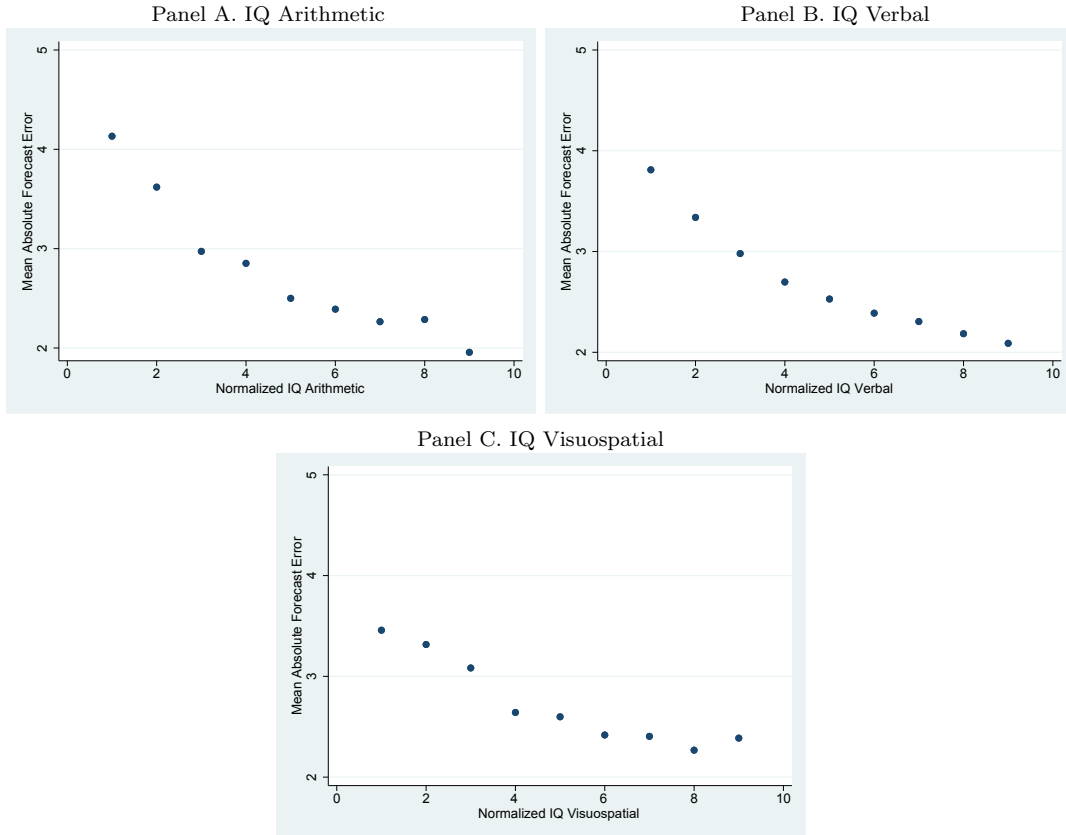 Panel A. IQ Arithmetic
Mean Absolute Forecast Error
5
4
3
2
0 2 4 6 8 10
Normalized IQ Arithmetic
Panel B. IQ Verbal
Mean Absolute Forecast Error
5
4
3
2
0 2 4 6 8 10
Normalized IQ Verbal
Panel C. IQ Visuospatial
Mean Absolute Forecast Error
5
4
3
2
0 2 4 6 8 10
Normalized IQ Visuospatial